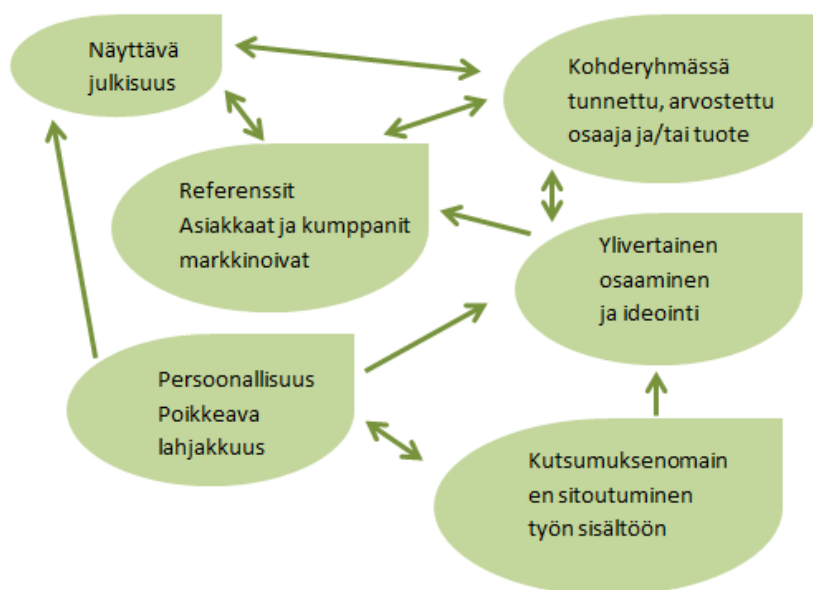 Näyttävä
julkisuus
Kohderyhmässä
tunnettu, arvostettu
osaaja ja/tai tuote
Referenssit
Asiakkaat ja kumppanit
markkinoivat
Ylivertainen
osaaminen
ja ideointi
Persoonallisuus
Poikkeava
lahjakkuus
Kutsumuksenomain
en sitoutuminen
työn sisältöön